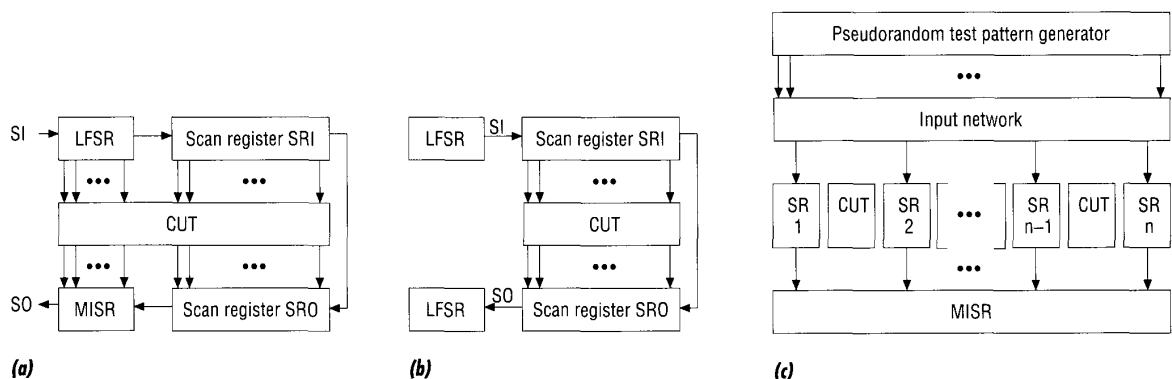 SI
LFSR
Scan register SRI
•••
•••
CUT
•••
•••
SO
MISR
Scan register SRO
(a)
LFSR
SI
Scan register SRI
•••
CUT
•••
LFSR
SO
Scan register SRO
(b)
Pseudorandom test pattern generator
•••
Input network
SR
1
CUT
SR
2
•••
SR
n–1
CUT
SR
n
•••
MISR
(c)